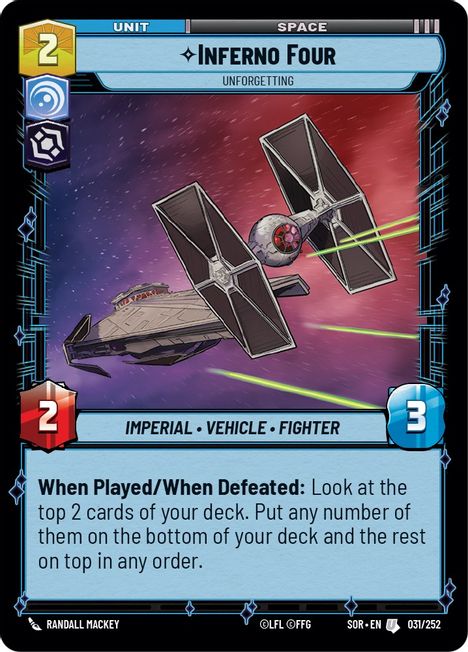 UNIT
SPACE
2
✧INFERNO FOUR
UNFORGETTING
2
3
IMPERIAL • VEHICLE • FIGHTER
When Played/When Defeated: Look at the
top 2 cards of your deck. Put any number of
them on the bottom of your deck and the rest
on top in any order.
RANDALL MACKEY
©LFL ©FFG
SOR • EN
U
031/252